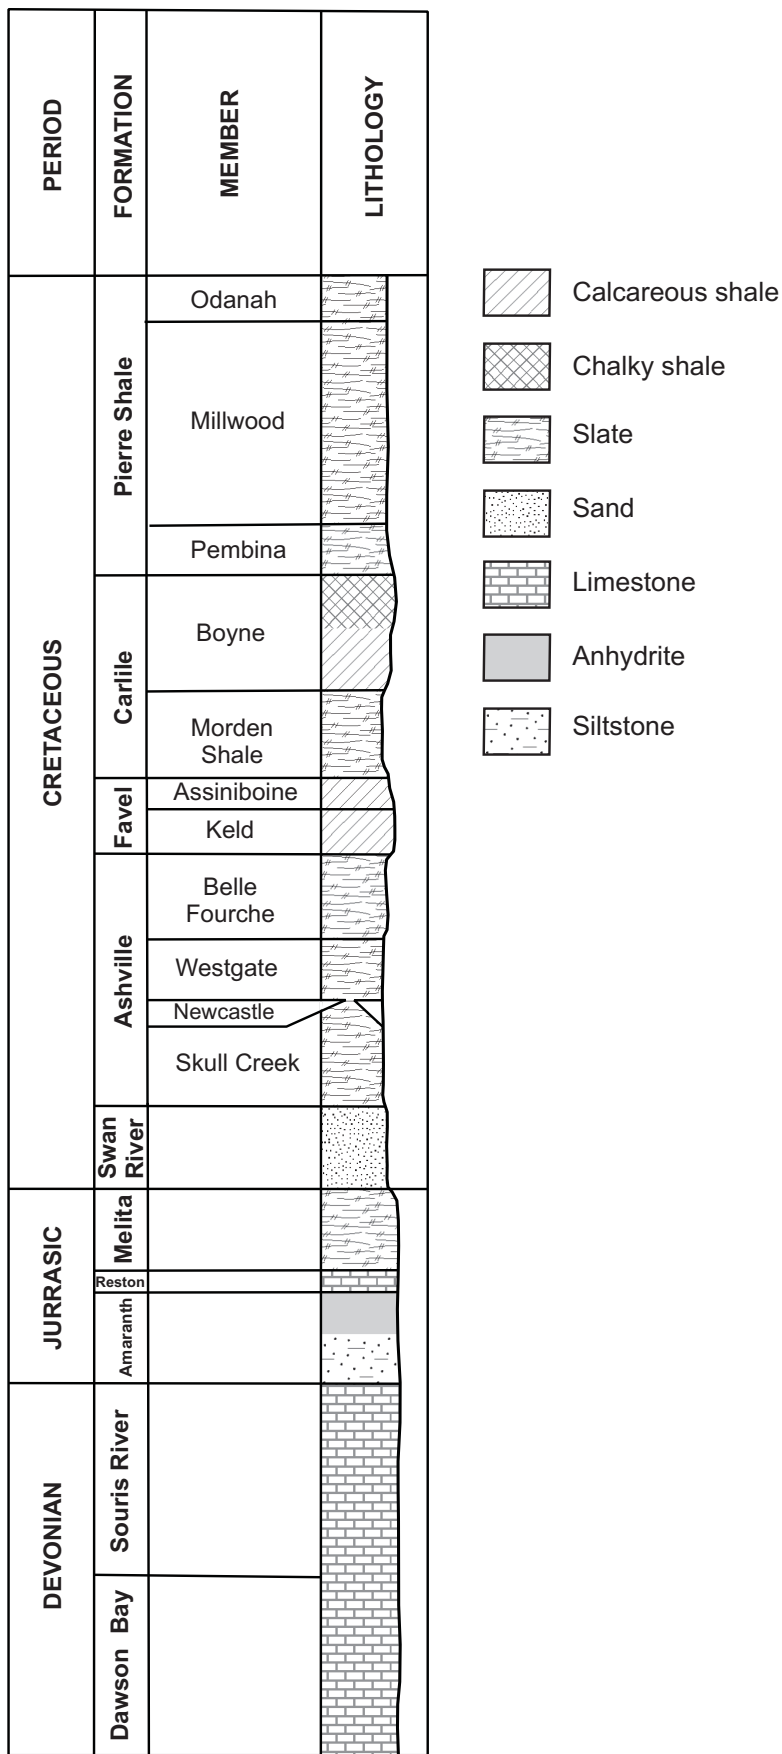 PERIOD
FORMATION
MEMBER
LITHOLOGY
CRETACEOUS
Pierre Shale
Odanah
Millwood
Pembina
Carlile
Boyne
Morden
Shale
Favel
Assiniboine
Keld
Ashville
Belle
Fourche
Westgate
Newcastle
Skull Creek
Swan
River
JURRASIC
Melita
Reston
Amaranth
DEVONIAN
Souris River
Dawson Bay
Calcareous shale
Chalky shale
Slate
Sand
Limestone
Anhydrite
Siltstone